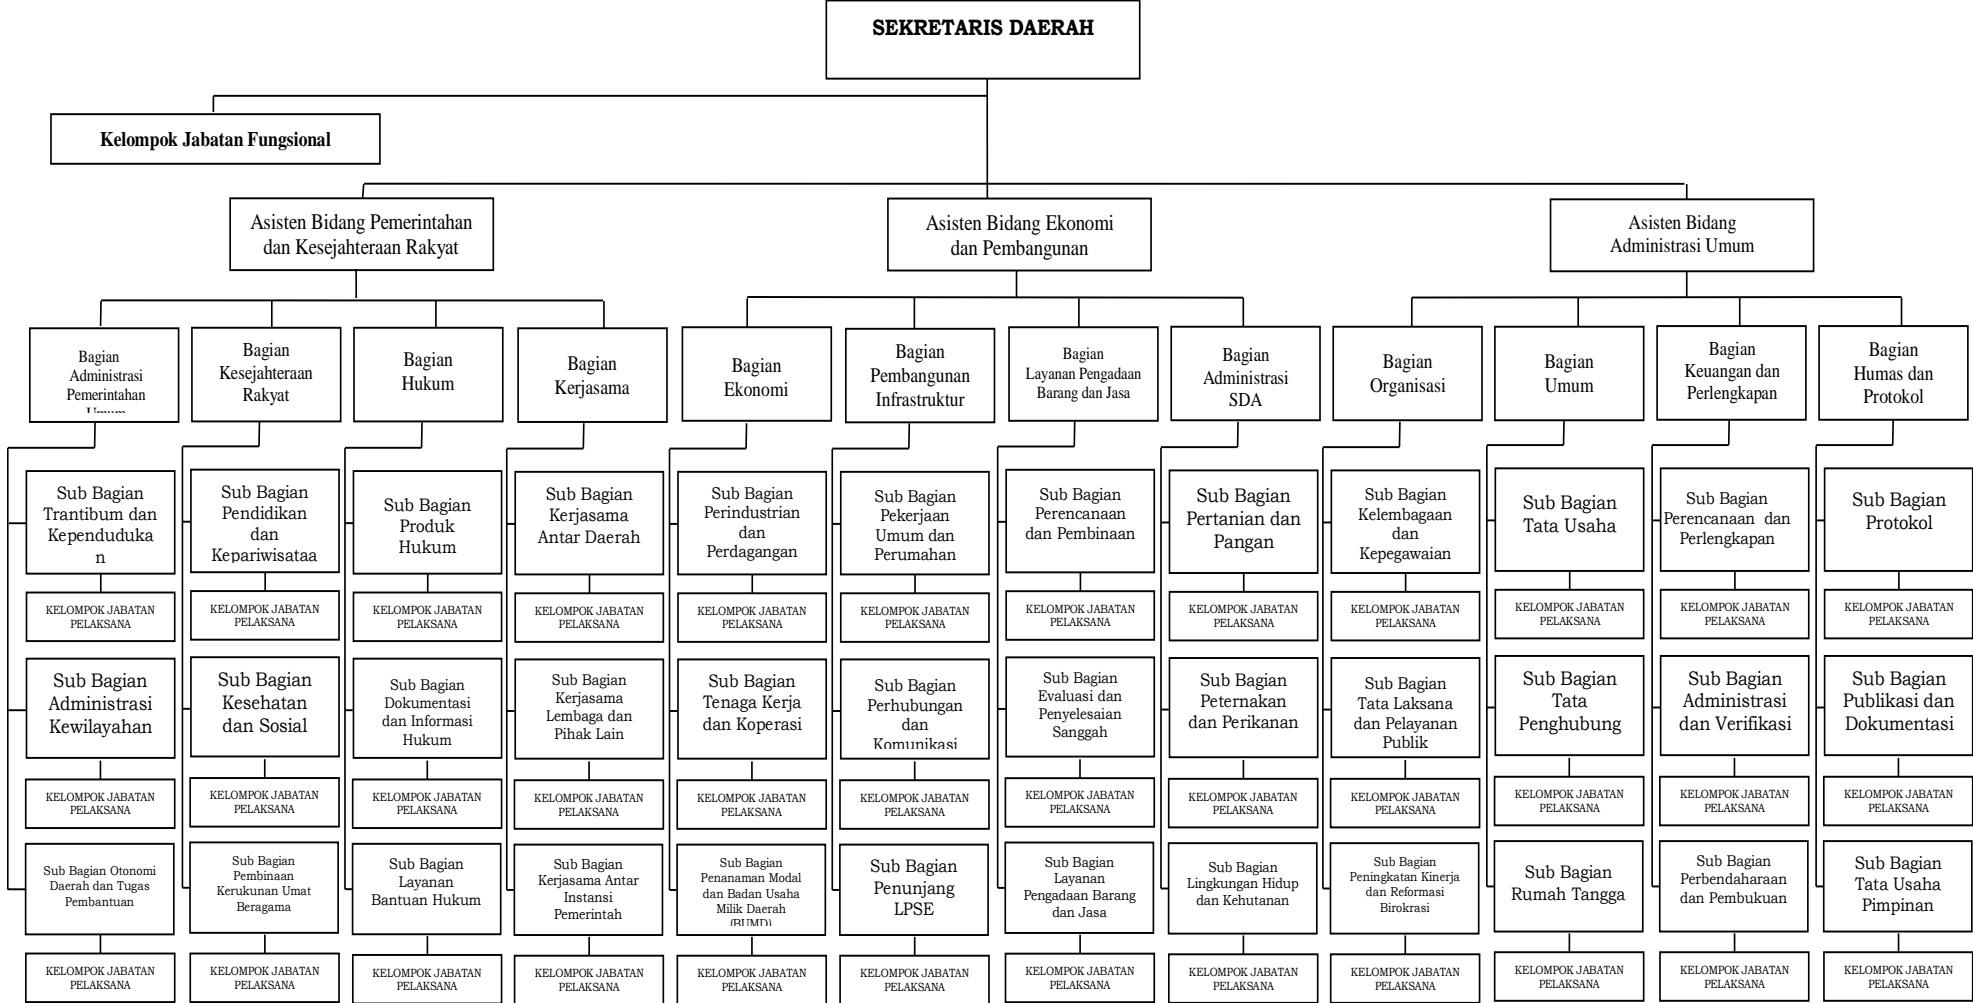 SEKRETARIS DAERAH
Kelompok Jabatan Fungsional
Asisten Bidang Pemerintahan
dan Kesejahteraan Rakyat
Asisten Bidang Ekonomi
dan Pembangunan
Asisten Bidang
Administrasi Umum
Bagian
Administrasi
Pemerintahan
Umum
Bagian
Kesejahteraan
Rakyat
Bagian
Hukum
Bagian
Kerjasama
Bagian
Ekonomi
Bagian
Pembangunan
Infrastruktur
Bagian
Layanan Pengadaan
Barang dan Jasa
Bagian
Administrasi
SDA
Bagian
Organisasi
Bagian
Umum
Bagian
Keuangan dan
Perlengkapan
Bagian
Humas dan
Protokol
Sub Bagian
Trantibum dan
Kependuduka
n
Sub Bagian
Pendidikan
dan
Kepariwisataa
Sub Bagian
Produk
Hukum
Sub Bagian
Kerjasama
Antar Daerah
Sub Bagian
Perindustrian
dan
Perdagangan
Sub Bagian
Pekerjaan
Umum dan
Perumahan
Sub Bagian
Perencanaan
dan Pembinaan
Sub Bagian
Pertanian dan
Pangan
Sub Bagian
Kelembagaan
dan
Kepegawaian
Sub Bagian
Tata Usaha
Sub Bagian
Perencanaan dan
Perlengkapan
Sub Bagian
Protokol
KELOMPOK JABATAN
PELAKSANA
KELOMPOK JABATAN
PELAKSANA
KELOMPOK JABATAN
PELAKSANA
KELOMPOK JABATAN
PELAKSANA
KELOMPOK JABATAN
PELAKSANA
KELOMPOK JABATAN
PELAKSANA
KELOMPOK JABATAN
PELAKSANA
KELOMPOK JABATAN
PELAKSANA
KELOMPOK JABATAN
PELAKSANA
KELOMPOK JABATAN
PELAKSANA
KELOMPOK JABATAN
PELAKSANA
KELOMPOK JABATAN
PELAKSANA
Sub Bagian
Administrasi
Kewilayahan
Sub Bagian
Kesehatan
dan Sosial
Sub Bagian
Dokumentasi
dan Informasi
Hukum
Sub Bagian
Kerjasama
Lembaga dan
Pihak Lain
Sub Bagian
Tenaga Kerja
dan Koperasi
Sub Bagian
Perhubungan
dan
Komunikasi
Sub Bagian
Evaluasi dan
Penyelesaian
Sanggah
Sub Bagian
Peternakan
dan Perikanan
Sub Bagian
Tata Laksana
dan Pelayanan
Publik
Sub Bagian
Tata
Penghubung
Sub Bagian
Administrasi
dan Verifikasi
Sub Bagian
Publikasi dan
Dokumentasi
KELOMPOK JABATAN
PELAKSANA
KELOMPOK JABATAN
PELAKSANA
KELOMPOK JABATAN
PELAKSANA
KELOMPOK JABATAN
PELAKSANA
KELOMPOK JABATAN
PELAKSANA
KELOMPOK JABATAN
PELAKSANA
KELOMPOK JABATAN
PELAKSANA
KELOMPOK JABATAN
PELAKSANA
KELOMPOK JABATAN
PELAKSANA
KELOMPOK JABATAN
PELAKSANA
KELOMPOK JABATAN
PELAKSANA
KELOMPOK JABATAN
PELAKSANA
Sub Bagian Otonomi
Daerah dan Tugas
Pembantuan
Sub Bagian
Pembinaan
Kerukunan Umat
Beragama
Sub Bagian
Layanan
Bantuan Hukum
Sub Bagian
Kerjasama Antar
Instansi
Pemerintah
Sub Bagian
Penanaman Modal
dan Badan Usaha
Milik Daerah
(BUMD)
Sub Bagian
Penunjang
LPSE
Sub Bagian
Layanan
Pengadaan Barang
dan Jasa
Sub Bagian
Lingkungan Hidup
dan Kehutanan
Sub Bagian
Peningkatan Kinerja
dan Reformasi
Birokrasi
Sub Bagian
Rumah Tangga
Sub Bagian
Perbendaharaan
dan Pembukuan
Sub Bagian
Tata Usaha
Pimpinan
KELOMPOK JABATAN
PELAKSANA
KELOMPOK JABATAN
PELAKSANA
KELOMPOK JABATAN
PELAKSANA
KELOMPOK JABATAN
PELAKSANA
KELOMPOK JABATAN
PELAKSANA
KELOMPOK JABATAN
PELAKSANA
KELOMPOK JABATAN
PELAKSANA
KELOMPOK JABATAN
PELAKSANA
KELOMPOK JABATAN
PELAKSANA
KELOMPOK JABATAN
PELAKSANA
KELOMPOK JABATAN
PELAKSANA
KELOMPOK JABATAN
PELAKSANA